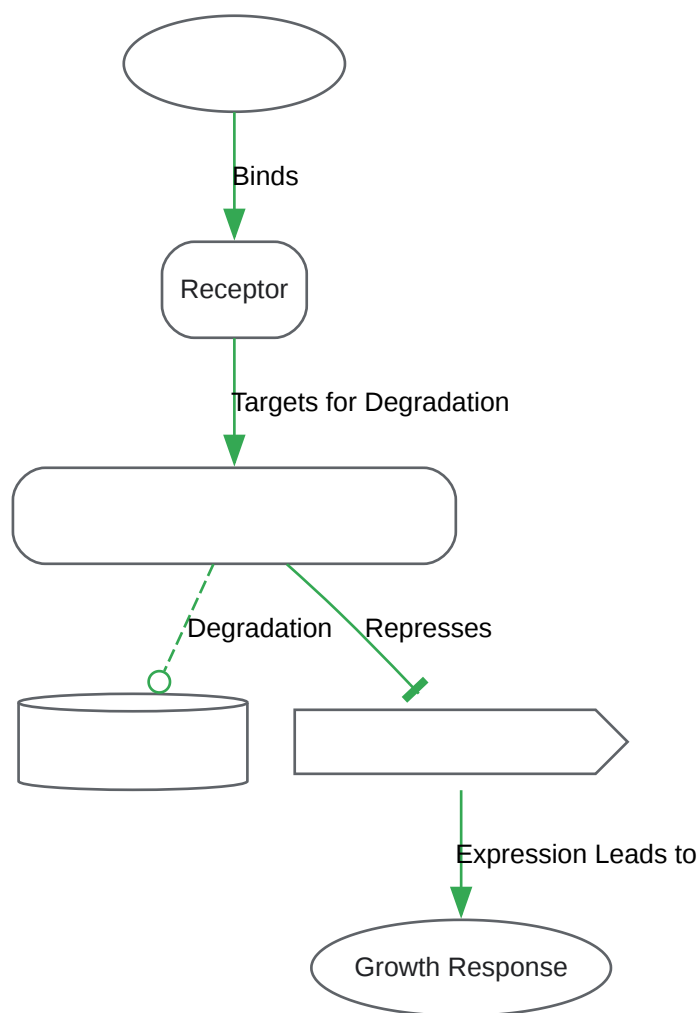 Binds
Receptor
Targets for Degradation
Degradation
Represses
Expression Leads to
Growth Response